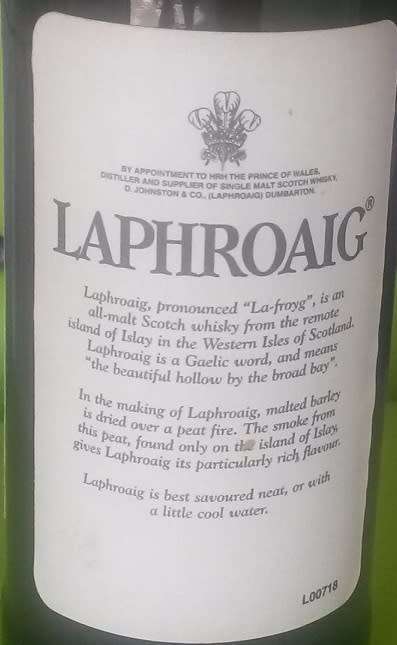 BY APPOINTMENT TO HRH THE PRINCE OF WALES,
DISTILLER AND SUPPLIER OF SINGLE MALT SCOTCH WHISKY,
D. JOHNSTON & CO., (LAPHROAIG) DUMBARTON.
LAPHROAIG®
Laphroaig, pronounced "La-froyg", is an
all-malt Scotch whisky from the remote
island of Islay in the Western Isles of Scotland.
Laphroaig is a Gaelic word, and means
"the beautiful hollow by the broad bay".
In the making of Laphroaig, malted barley
is dried over a peat fire. The smoke from
this peat, found only on the island of Islay,
gives Laphroaig its particularly rich flavour.
Laphroaig is best savoured neat, or with
a little cool water.
L00718